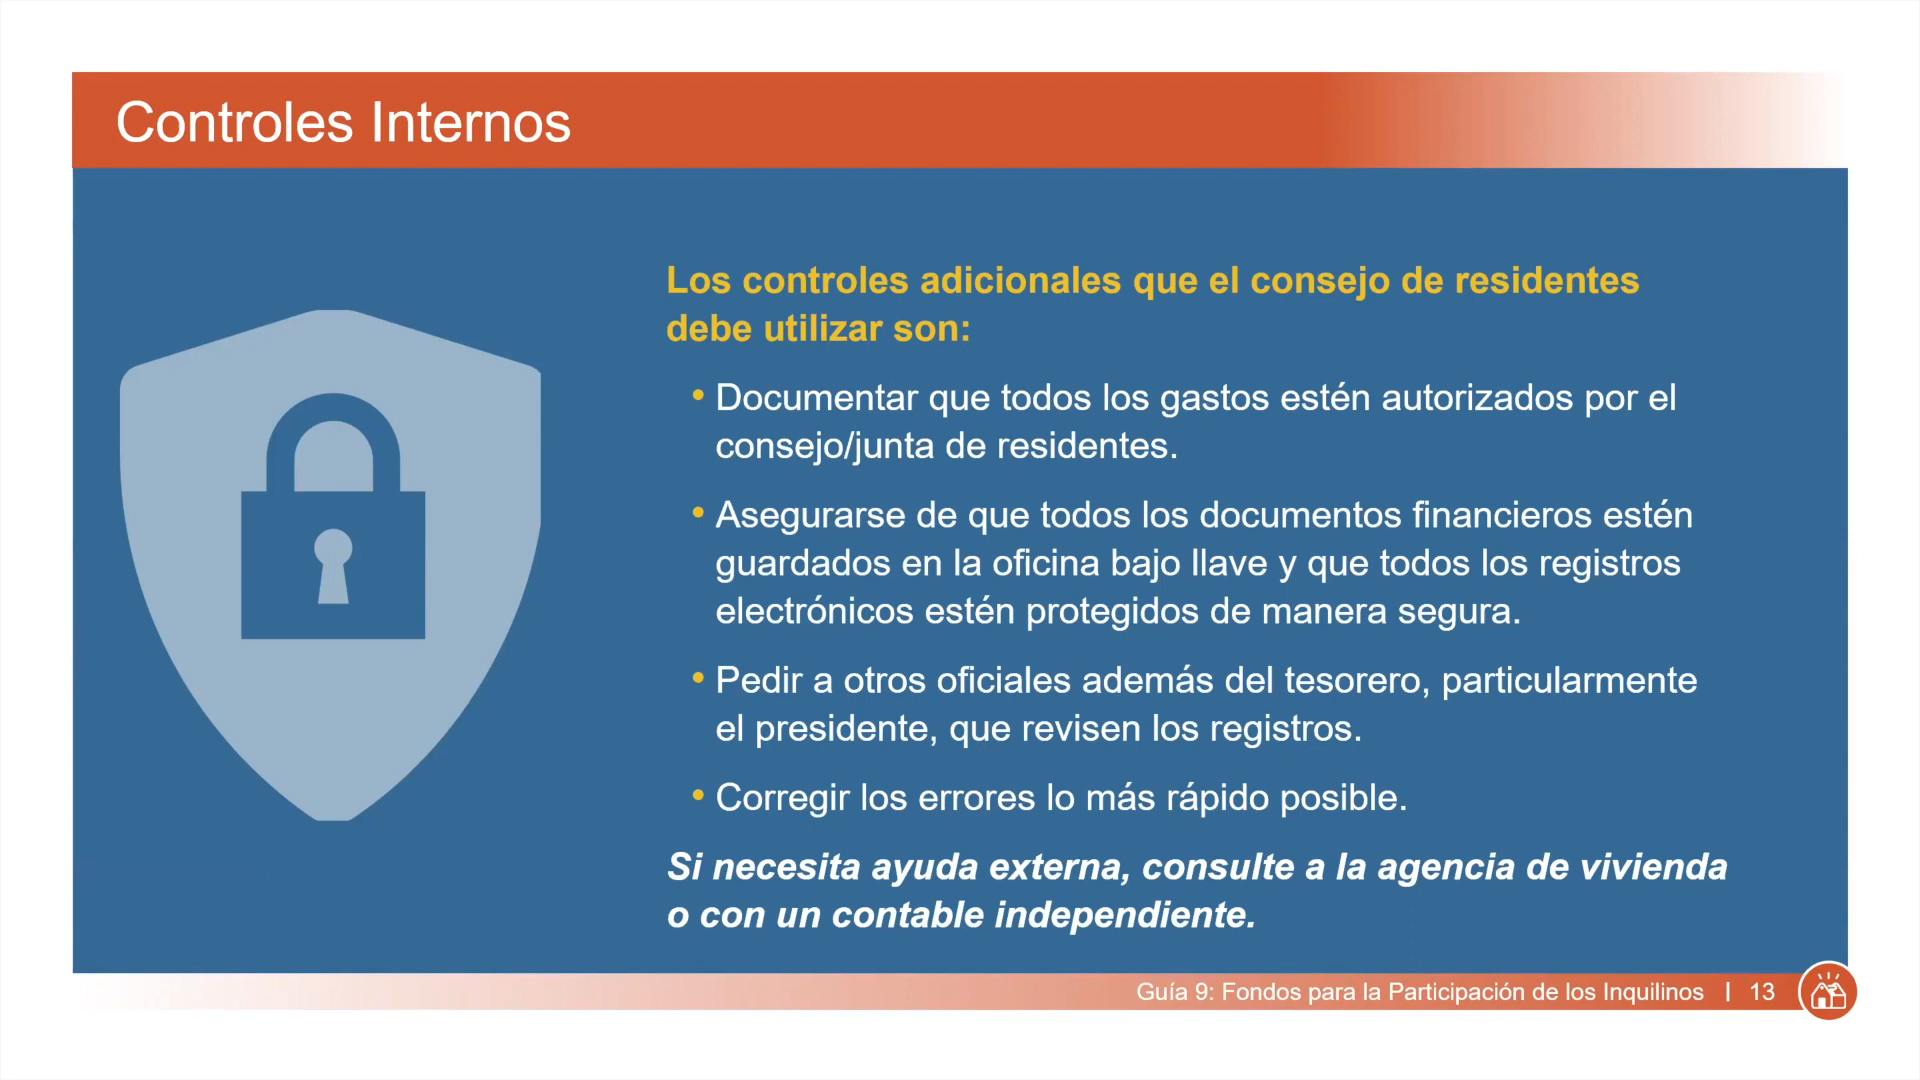 Controles Internos
Los controles adicionales que el consejo de residentes
debe utilizar son:
• Documentar que todos los gastos estén autorizados por el
consejo/junta de residentes.
• Asegurarse de que todos los documentos financieros estén
guardados en la oficina bajo llave y que todos los registros
electrónicos estén protegidos de manera segura.
• Pedir a otros oficiales además del tesorero, particularmente
el presidente, que revisen los registros.
• Corregir los errores lo más rápido posible.
Si necesita ayuda externa, consulte a la agencia de vivienda
o con un contable independiente.
Guía 9: Fondos para la Participación de los Inquilinos | 13